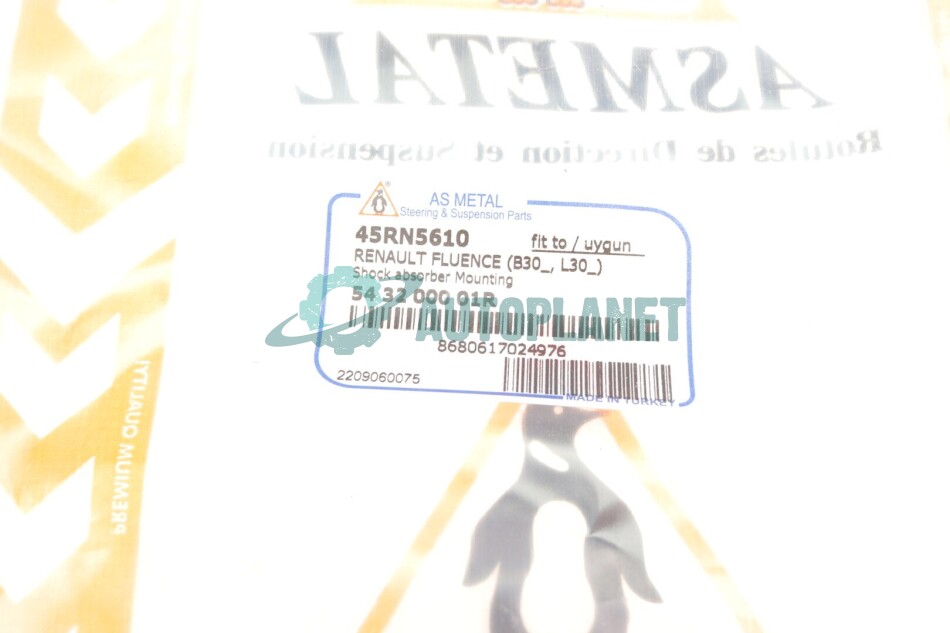 ASMETAL
Rotules de Direction et Suspension
AS METAL
Steering & Suspension Parts
45RN5610 fit to / uygun
RENAULT FLUENCE (B30_, L30_)
Shock absorber Mounting
54 32 000 01R
AUTOPLANET
8680617024976
2209060075
MADE IN TURKEY
PREMIUM QUALITY